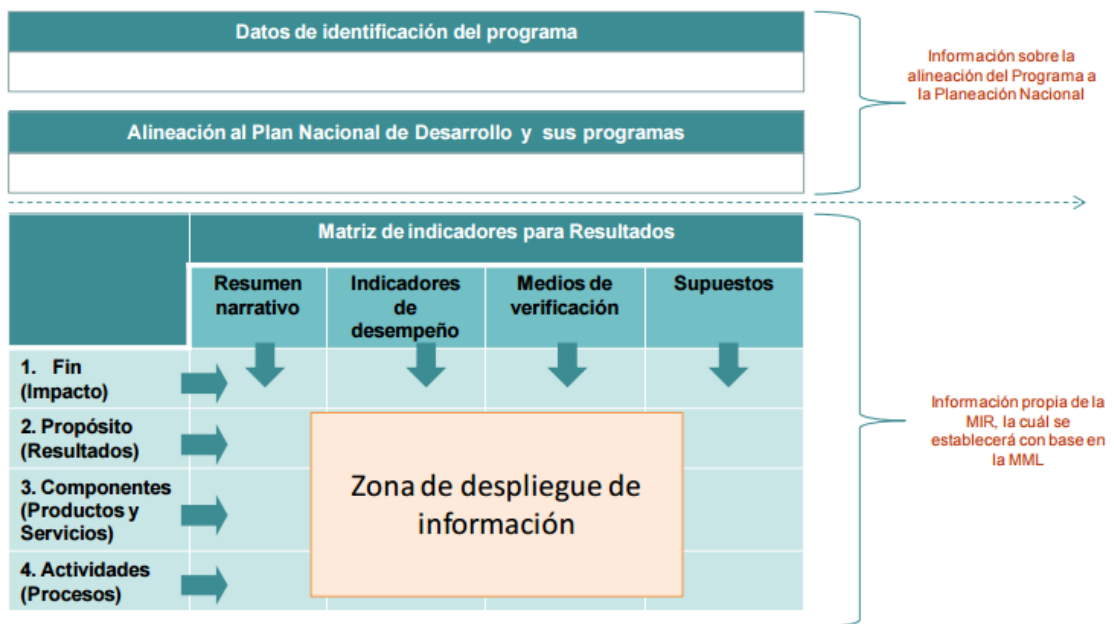 Datos de identificación del programa
Información sobre la
alineación del Programa a
la Planeación Nacional
Alineación al Plan Nacional de Desarrollo y sus programas
Matriz de indicadores para Resultados
Resumen
narrativo
Indicadores
de
desempeño
Medios de
verificación
Supuestos
1. Fin
(Impacto)
2. Propósito
(Resultados)
3. Componentes
(Productos y
Servicios)
4. Actividades
(Procesos)
Zona de despliegue de
información
Información propia de la
MIR, la cuál se
establecerá con base en
la MML